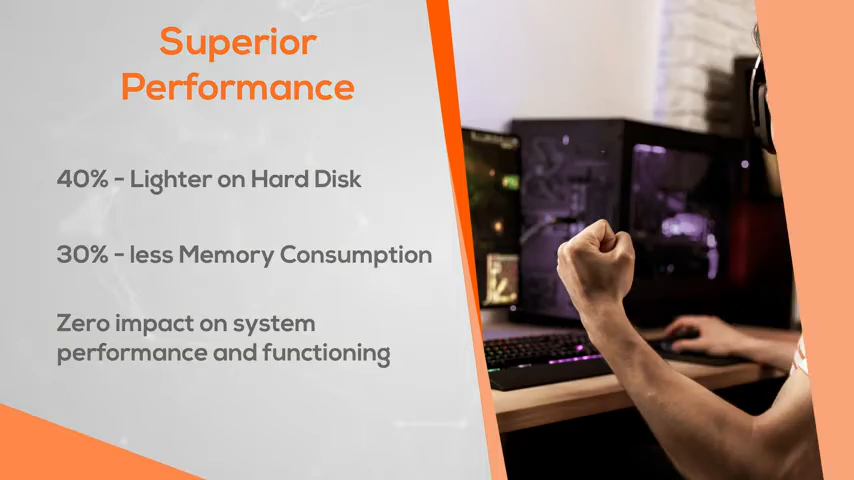 Superior
Performance
40% - Lighter on Hard Disk
30% - less Memory Consumption
Zero impact on system
performance and functioning